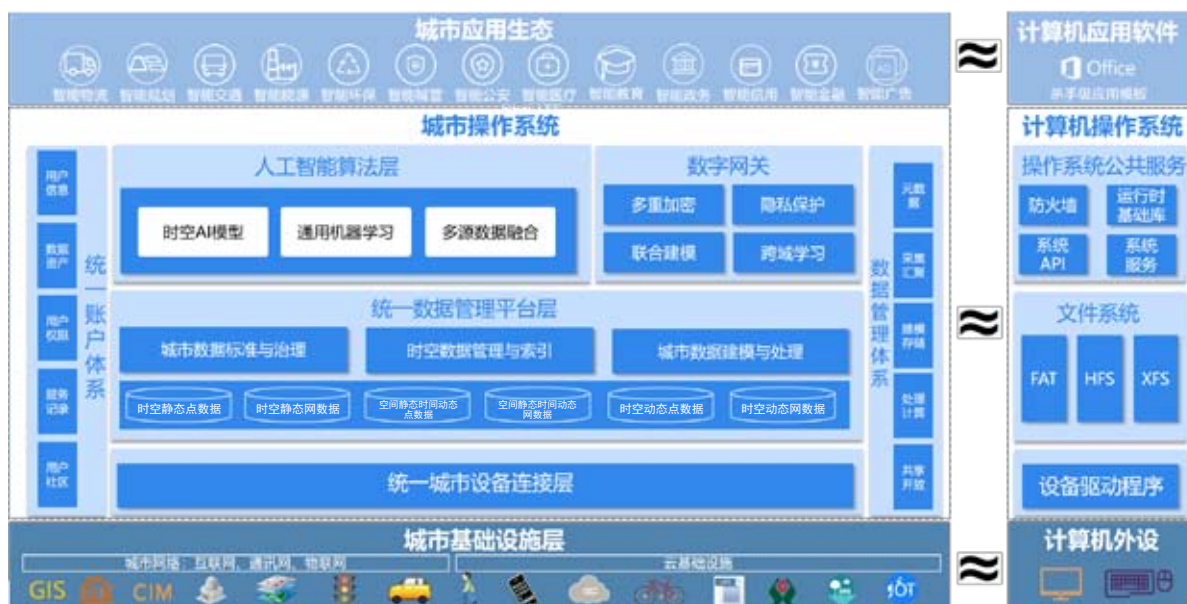 城市应用生态
智能物流 智能规划 智能交通 智能能源 智能环保 智能城管 智能公安 智能医疗 智能教育 智能政务 智能信用 智能金融 智能广告
城市操作系统
用户信息
数据资产
用户权限
服务记录
用户社区
统一账户体系
人工智能算法层
时空AI模型 通用机器学习 多源数据融合
数字网关
多重加密 隐私保护
联合建模 跨域学习
统一数据管理平台层
城市数据标准与治理 时空数据管理与索引 城市数据建模与处理
时空静态点数据 时空静态网数据 空间静态时间动态点数据 空间静态时间动态网数据 时空动态点数据 时空动态网数据
统一城市设备连接层
数据管理体系
元数据
采集汇聚
建模存储
处理计算
共享开放
城市基础设施层
城市网络：互联网、通讯网、物联网 云基础设施
GIS CIM IOT
≈
≈
≈
计算机应用软件
Office
杀手级应用模板
计算机操作系统
操作系统公共服务
防火墙 运行时基础库
系统API 系统服务
文件系统
FAT HFS XFS
设备驱动程序
计算机外设